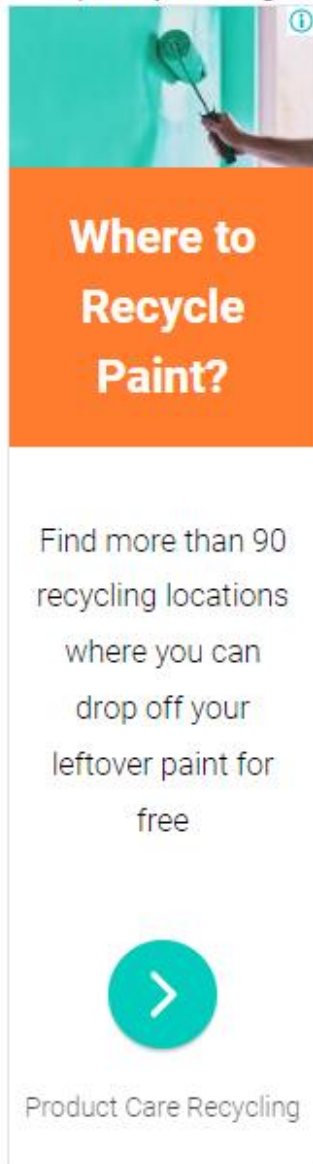 Where to
Recycle
Paint?
Find more than 90
recycling locations
where you can
drop off your
leftover paint for
free
Product Care Recycling